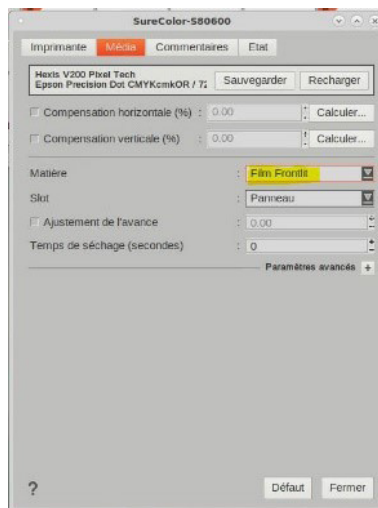 SureColor-S80600
Imprimante Média Commentaires Etat
Hexis V200 Pixel Tech
Epson Precision Dot CMYKcmkOR / 72
Sauvegarder Recharger
Compensation horizontale (%) : 0.00 Calculer...
Compensation verticale (%) : 0.00 Calculer...
Matière : Film Frontlit
Slot : Panneau
Ajustement de l'avance : 0.00
Temps de séchage (secondes) : 0
Paramètres avancés +
? Défaut Fermer